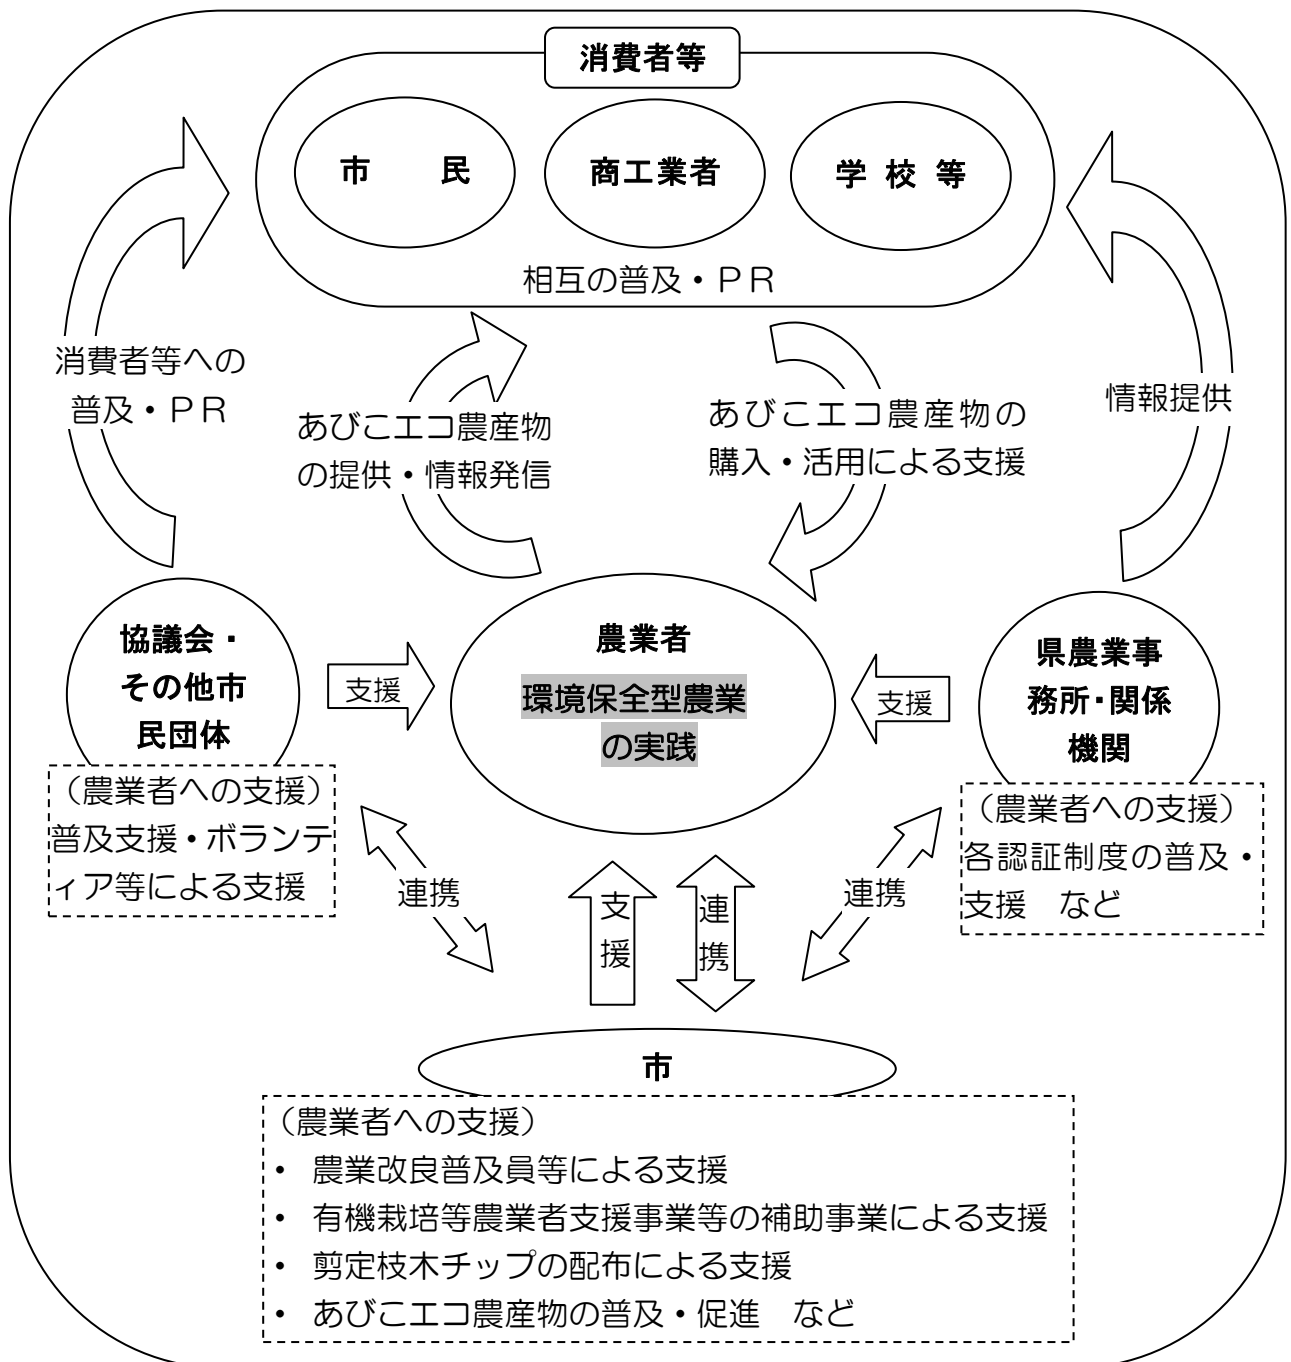 消費者等
市　　民
商工業者
学 校 等
相互の普及・ＰＲ
消費者等への
普及・ＰＲ
あびこエコ農産物
の提供・情報発信
あびこエコ農産物の
購入・活用による支援
情報提供
協議会・
その他市
民団体
支援
農業者
環境保全型農業
の実践
支援
県農業事
務所・関係
機関
（農業者への支援）
普及支援・ボランテ
ィア等による支援
（農業者への支援）
各認証制度の普及・
支援　など
連携
支
援
連
携
連携
市
（農業者への支援）
・ 農業改良普及員等による支援
・ 有機栽培等農業者支援事業等の補助事業による支援
・ 剪定枝木チップの配布による支援
・ あびこエコ農産物の普及・促進　など